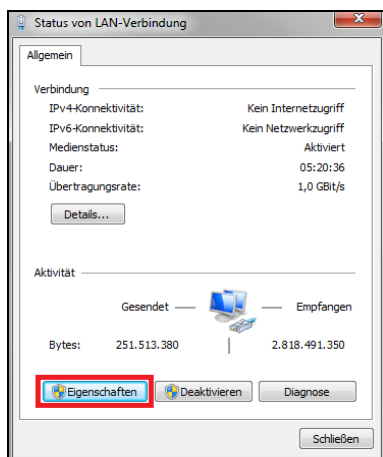 Status von LAN-Verbindung
Allgemein
Verbindung
IPv4-Konnektivität: Kein Internetzugriff
IPv6-Konnektivität: Kein Netzwerkzugriff
Medienstatus: Aktiviert
Dauer: 05:20:36
Übertragungsrate: 1,0 GBit/s
Details...
Aktivität
Gesendet Empfangen
Bytes: 251.513.380 2.818.491.350
Eigenschaften Deaktivieren Diagnose
Schließen